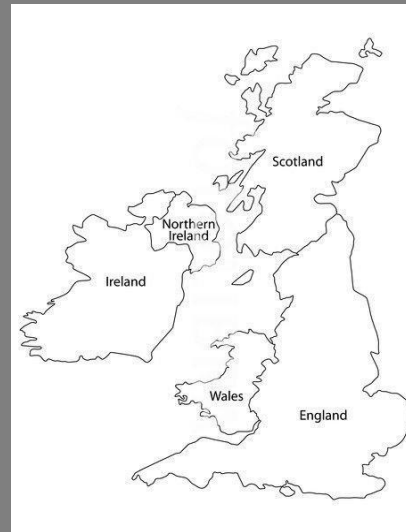 Scotland
Northern
Ireland
Ireland
Wales
England